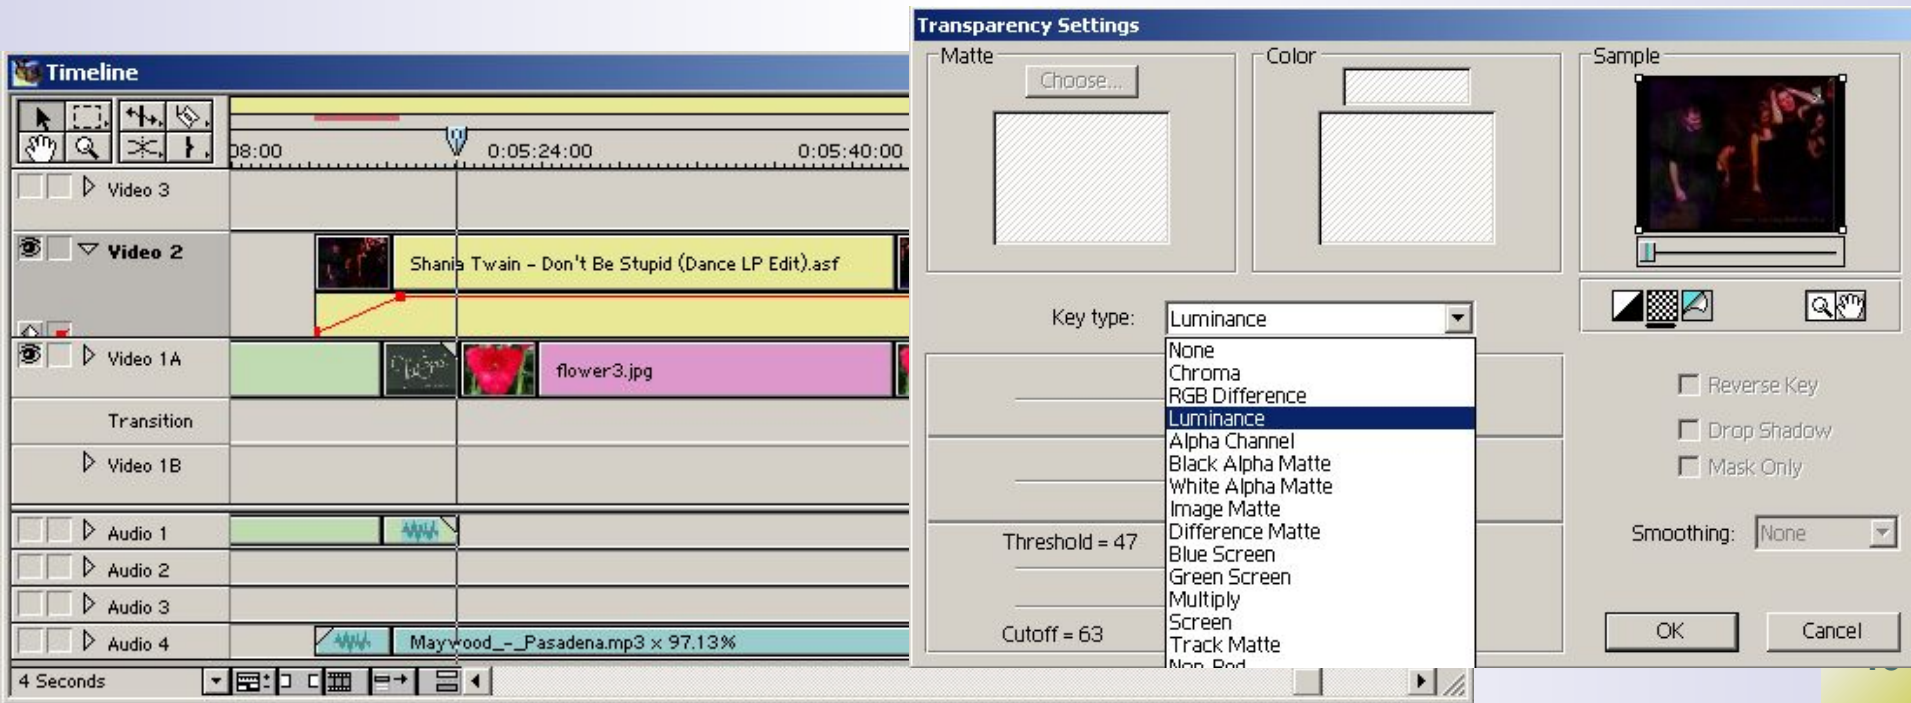 Timeline
08:00 0:05:24:00 0:05:40:00
Video 3
Video 2
Shania Twain - Don't Be Stupid (Dance LP Edit).asf
Video 1A
flower3.jpg
Transition
Video 1B
Audio 1
Audio 2
Audio 3
Audio 4
Maywood_-_Pasadena.mp3 x 97.13%
4 Seconds
Transparency Settings
Matte
Choose...
Color
Sample
Key type: Luminance
None
Chroma
RGB Difference
Luminance
Alpha Channel
Black Alpha Matte
White Alpha Matte
Image Matte
Difference Matte
Blue Screen
Green Screen
Multiply
Screen
Track Matte
Non-Red
Threshold = 47
Cutoff = 63
Reverse Key
Drop Shadow
Mask Only
Smoothing: None
OK Cancel